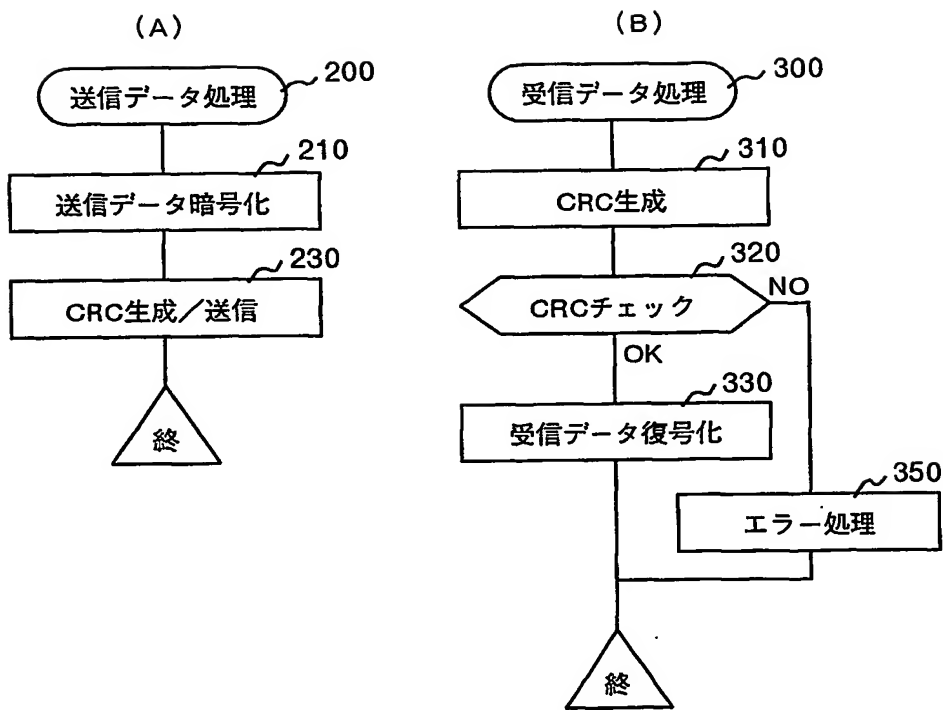 (A)
送信データ処理
200
送信データ暗号化
210
CRC生成/送信
230
終
(B)
受信データ処理
300
CRC生成
310
CRCチェック
320
NO
OK
受信データ復号化
330
エラー処理
350
終